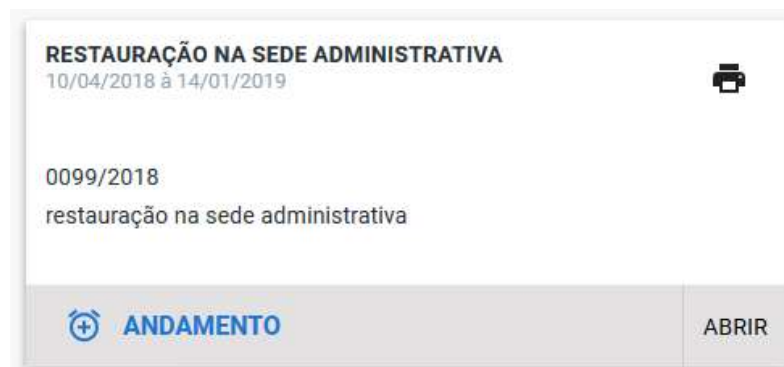 RESTAURAÇÃO NA SEDE ADMINISTRATIVA
10/04/2018 à 14/01/2019
0099/2018
restauração na sede administrativa
ANDAMENTO
ABRIR